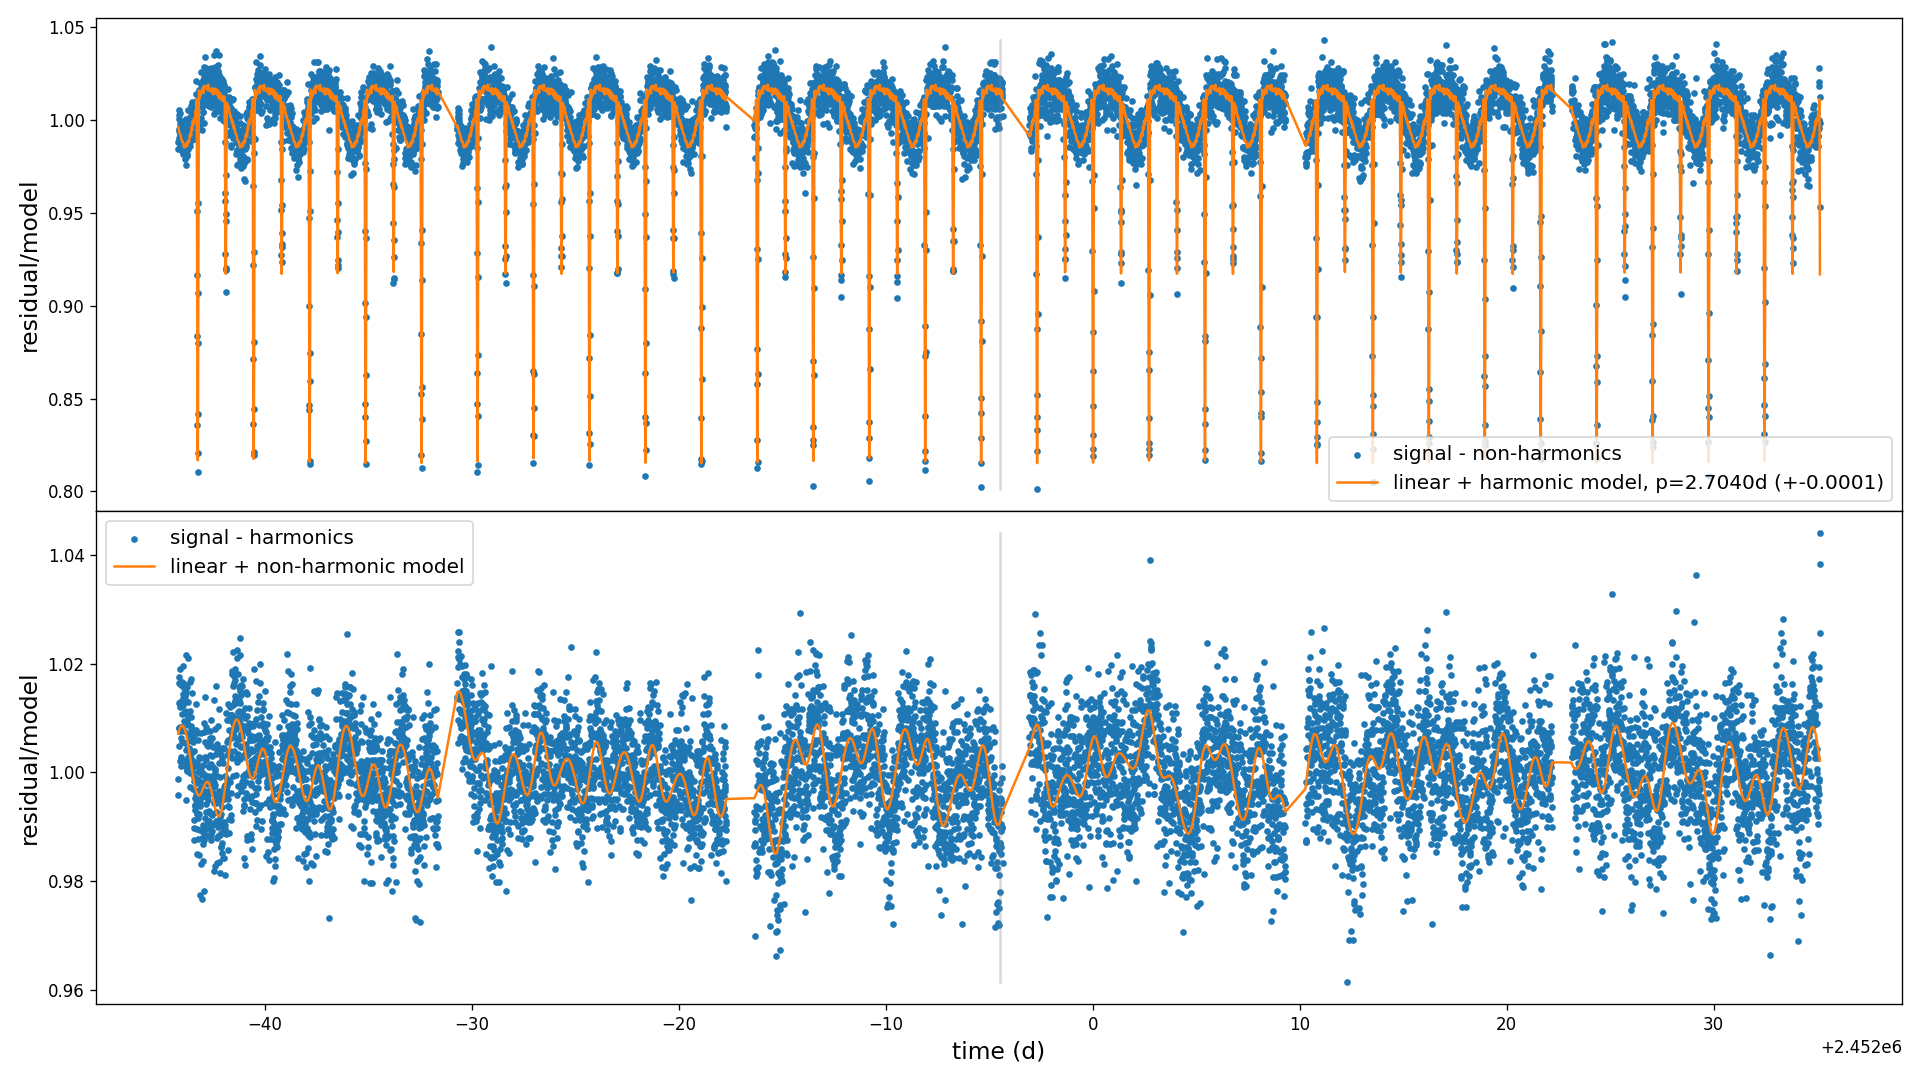 1.05
1.00
0.95
0.90
0.85
0.80
residual/model
signal - non-harmonics
linear + harmonic model, p=2.7040d (+-0.0001)
signal - harmonics
linear + non-harmonic model
1.04
1.02
1.00
0.98
0.96
residual/model
−40 −30 −20 −10 0 10 20 30
time (d)
+2.452e6